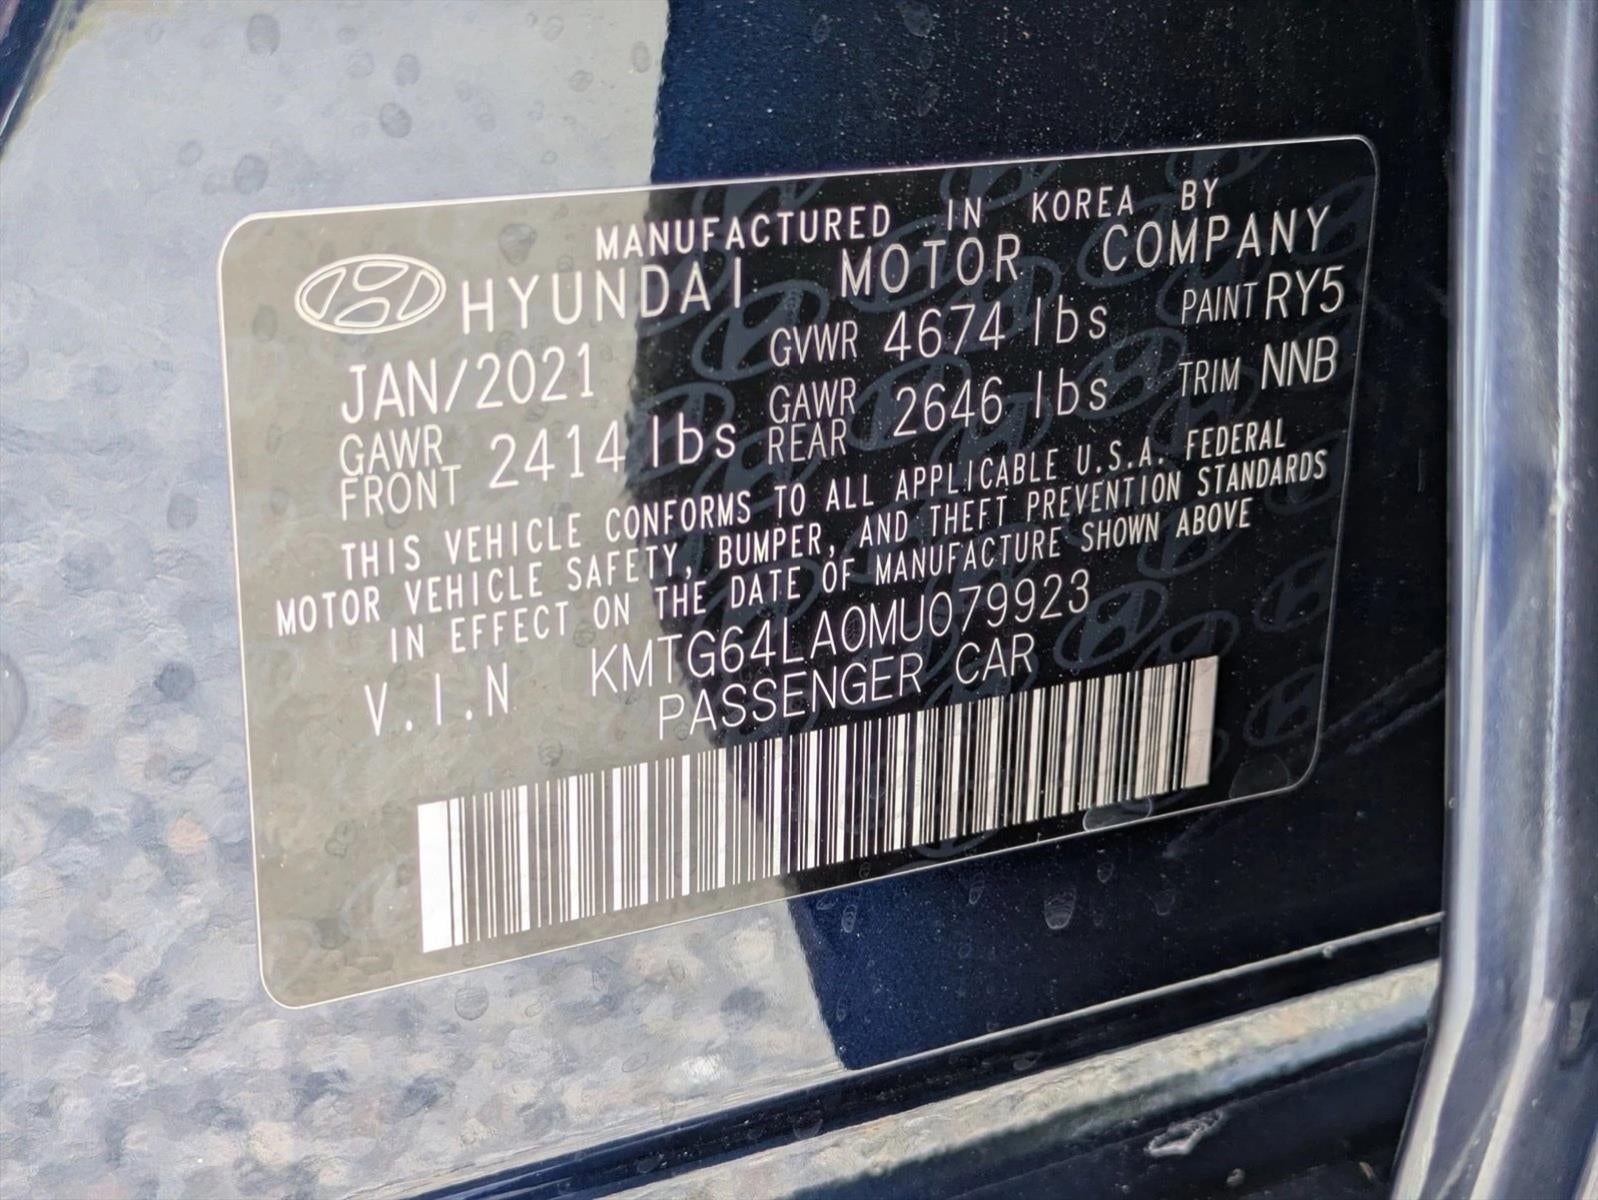 MANUFACTURED IN KOREA BY
HYUNDAI MOTOR COMPANY
JAN/2021 GVWR 4674 lbs PAINT RY5
GAWR FRONT 2414 lbs GAWR REAR 2646 lbs TRIM NNB
THIS VEHICLE CONFORMS TO ALL APPLICABLE U.S.A. FEDERAL
MOTOR VEHICLE SAFETY, BUMPER, AND THEFT PREVENTION STANDARDS
IN EFFECT ON THE DATE OF MANUFACTURE SHOWN ABOVE
V.I.N KMTG64LA0MU079923
PASSENGER CAR